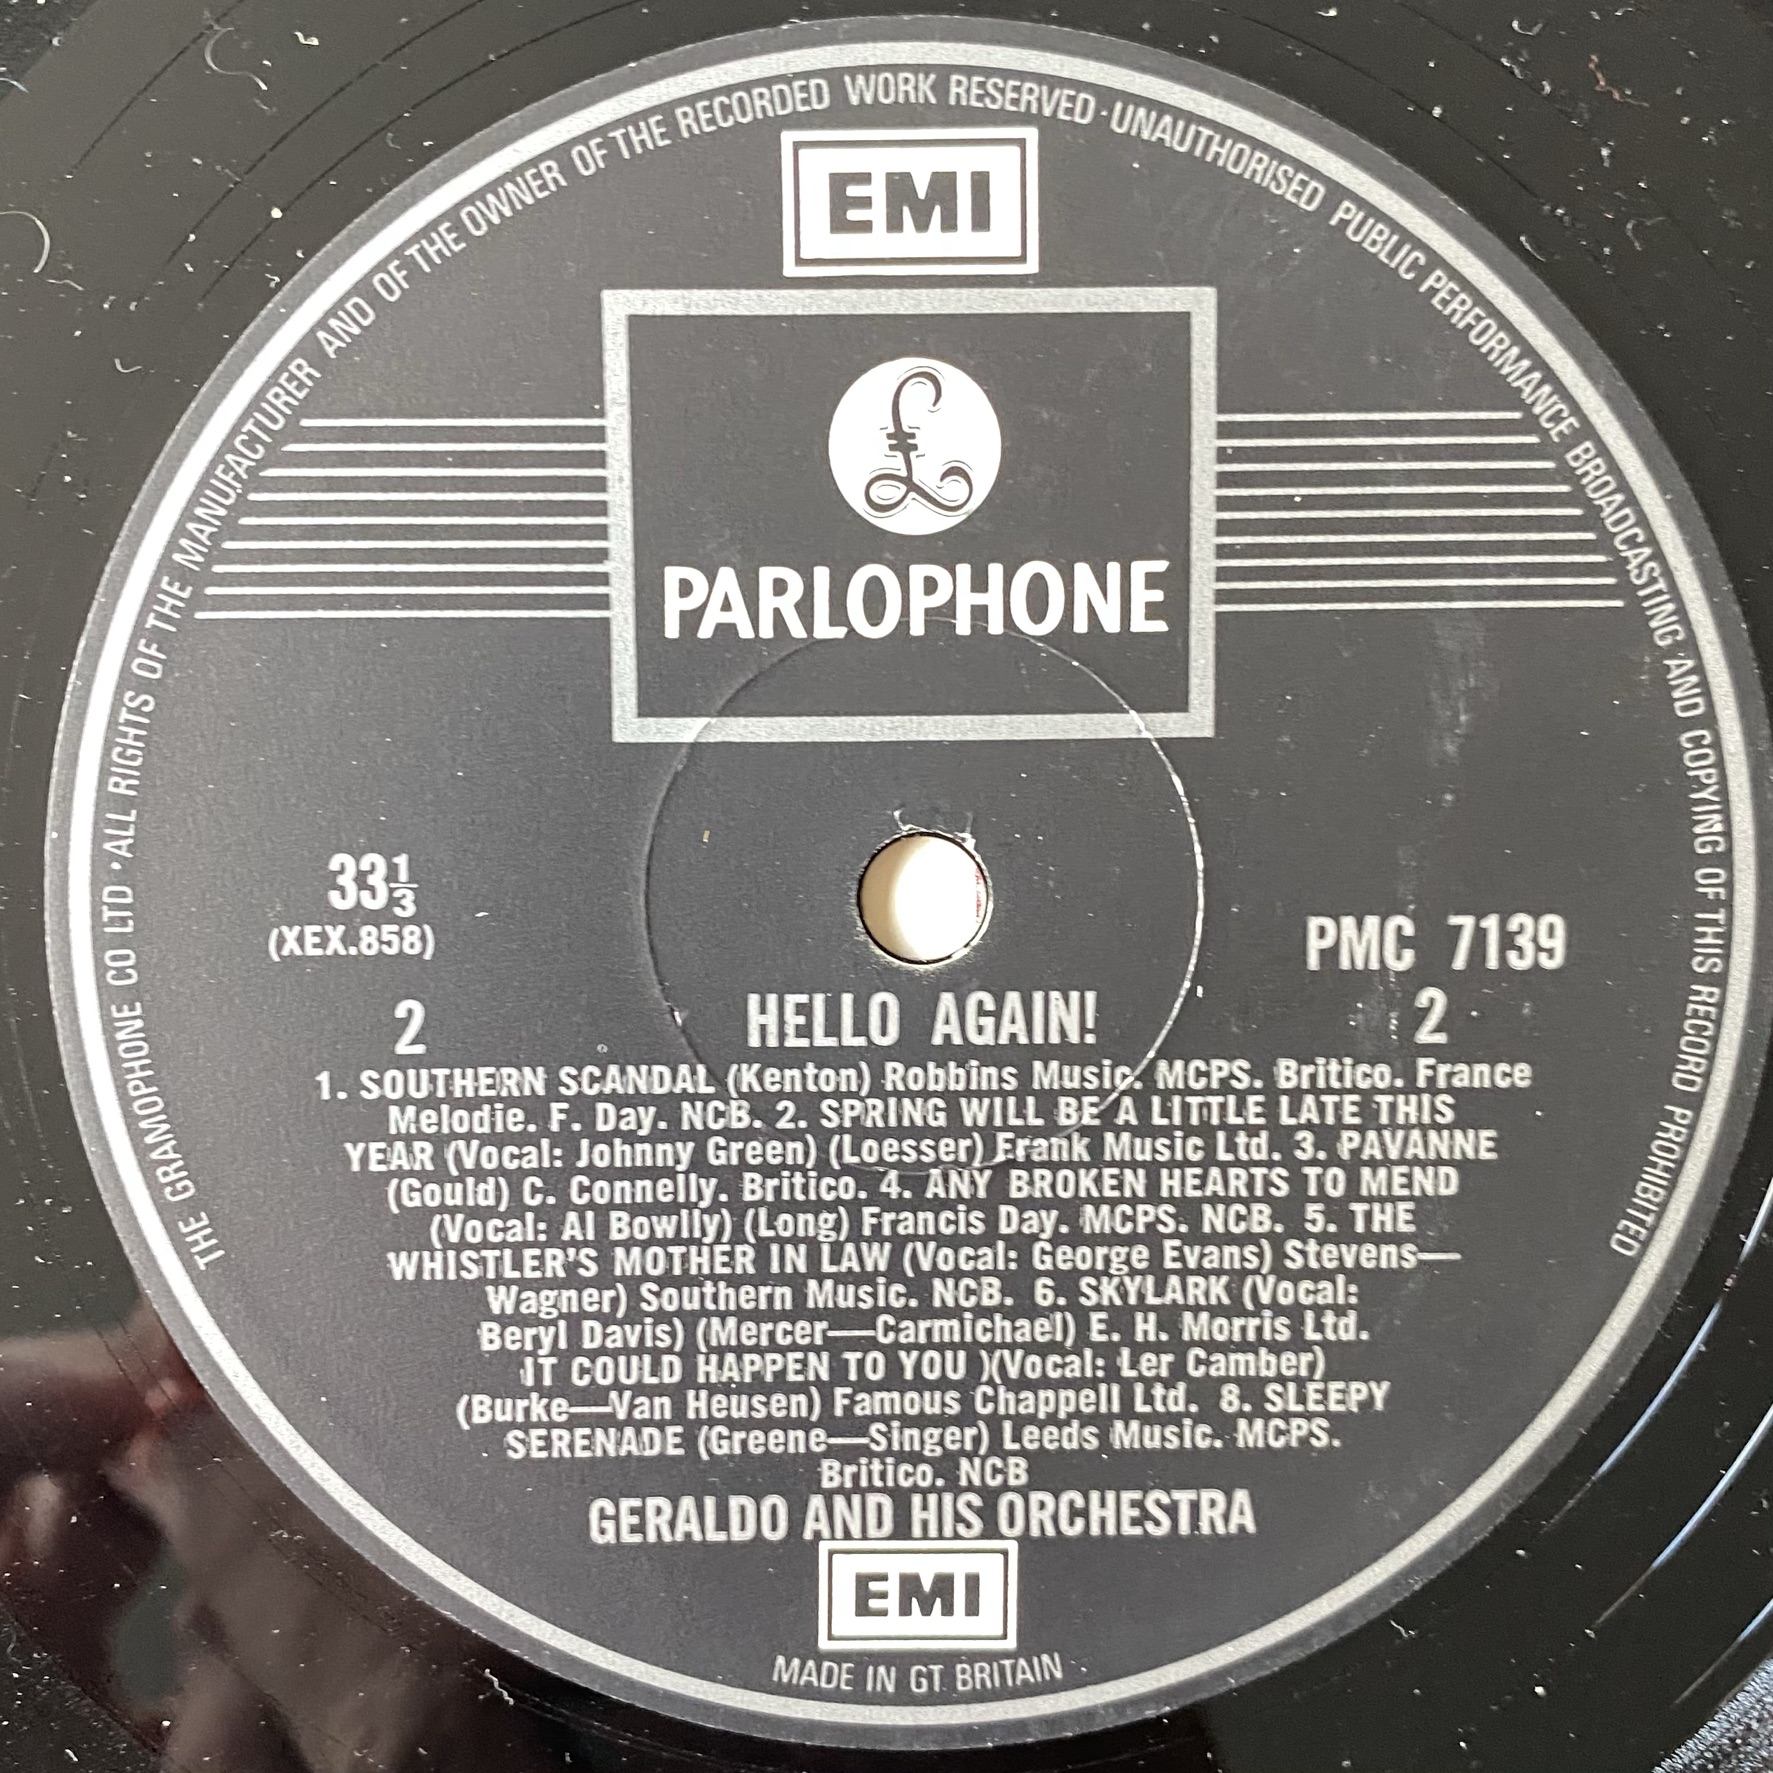 THE GRAMOPHONE CO LTD · ALL RIGHTS OF THE MANUFACTURER AND OF THE OWNER OF THE RECORDED WORK RESERVED · UNAUTHORISED PUBLIC PERFORMANCE BROADCASTING AND COPYING OF THIS RECORD PROHIBITED
EMI
£
PARLOPHONE
33⅓
(XEX.858)
2
PMC 7139
2
HELLO AGAIN!
1. SOUTHERN SCANDAL (Kenton) Robbins Music. MCPS. Britico. France
Melodie. F. Day. NCB. 2. SPRING WILL BE A LITTLE LATE THIS
YEAR (Vocal: Johnny Green) (Loesser) Frank Music Ltd. 3. PAVANNE
(Gould) C. Connelly. Britico. 4. ANY BROKEN HEARTS TO MEND
(Vocal: Al Bowlly) (Long) Francis Day. MCPS. NCB. 5. THE
WHISTLER'S MOTHER IN LAW (Vocal: George Evans) Stevens—
Wagner) Southern Music. NCB. 6. SKYLARK (Vocal:
Beryl Davis) (Mercer—Carmichael) E. H. Morris Ltd.
IT COULD HAPPEN TO YOU )(Vocal: Ler Camber)
(Burke—Van Heusen) Famous Chappell Ltd. 8. SLEEPY
SERENADE (Greene—Singer) Leeds Music. MCPS.
Britico. NCB
GERALDO AND HIS ORCHESTRA
EMI
MADE IN GT. BRITAIN